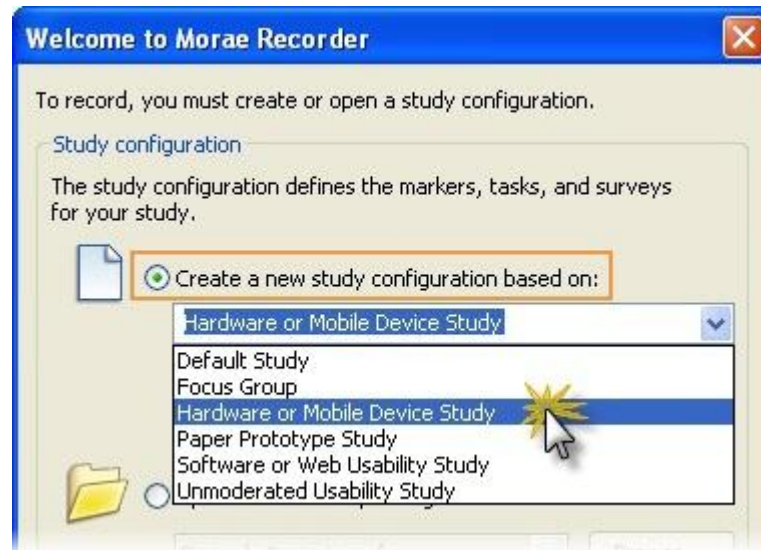 Welcome to Morae Recorder
To record, you must create or open a study configuration.
Study configuration
The study configuration defines the markers, tasks, and surveys
for your study.
Create a new study configuration based on:
Hardware or Mobile Device Study
Default Study
Focus Group
Hardware or Mobile Device Study
Paper Prototype Study
Software or Web Usability Study
Unmoderated Usability Study